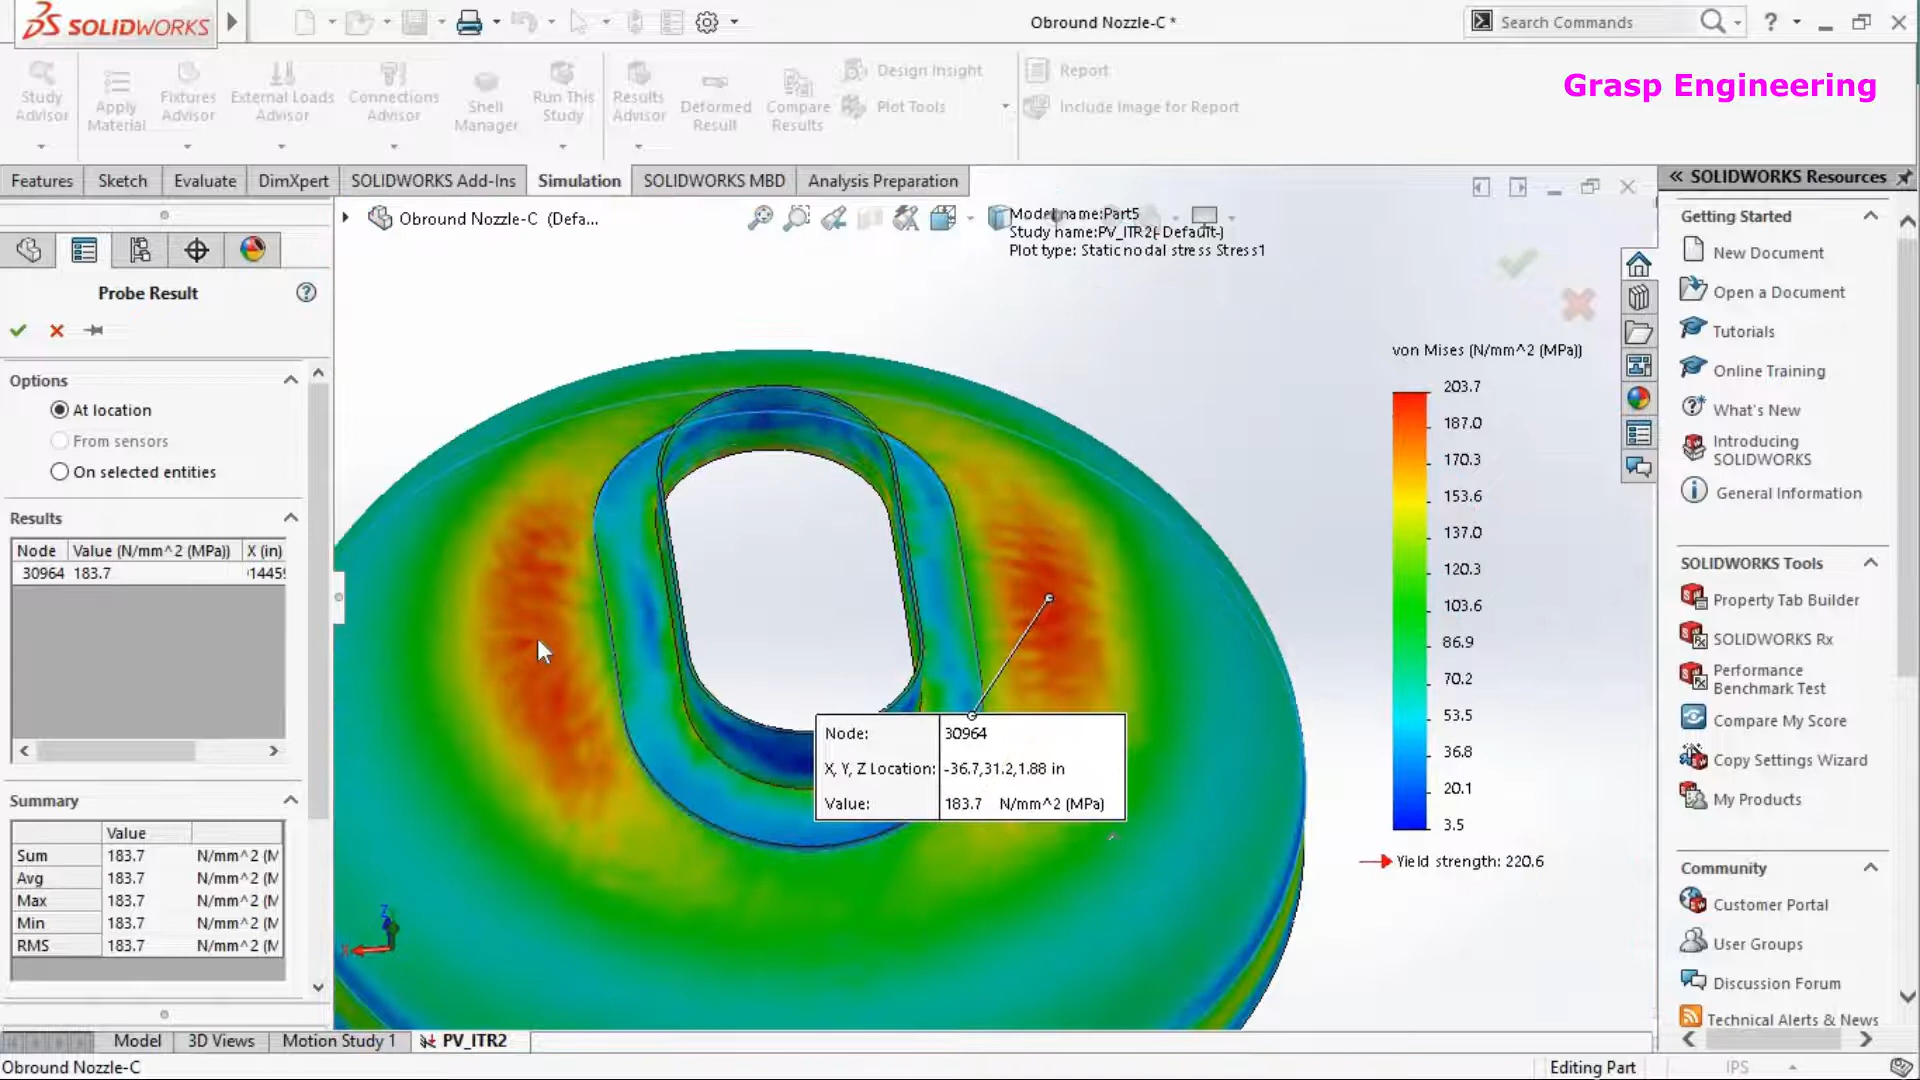 SOLIDWORKS
Obround Nozzle-C *
Search Commands
?
Study
Advisor
Apply
Material
Fixtures
Advisor
External Loads
Advisor
Connections
Advisor
Shell
Manager
Run This
Study
Results
Advisor
Deformed
Result
Compare
Results
Design Insight
Plot Tools
Report
Include Image for Report
Grasp Engineering
Features
Sketch
Evaluate
DimXpert
SOLIDWORKS Add-Ins
Simulation
SOLIDWORKS MBD
Analysis Preparation
Probe Result
?
Options
At location
From sensors
On selected entities
Results
Node Value (N/mm^2 (MPa)) X (in)
30964 183.7
Summary
Value
Sum 183.7 N/mm^2 (M
Avg 183.7 N/mm^2 (M
Max 183.7 N/mm^2 (M
Min 183.7 N/mm^2 (M
RMS 183.7 N/mm^2 (M
Obround Nozzle-C (Defa...
Model name:Part5
Study name:PV_ITR2(-Default-)
Plot type: Static nodal stress Stress1
Node: 30964
X, Y, Z Location: -36.7,31.2,1.88 in
Value: 183.7 N/mm^2 (MPa)
Z
X
von Mises (N/mm^2 (MPa))
203.7
187.0
170.3
153.6
137.0
120.3
103.6
86.9
70.2
53.5
36.8
20.1
3.5
Yield strength: 220.6
SOLIDWORKS Resources
Getting Started
New Document
Open a Document
Tutorials
Online Training
What's New
Introducing
SOLIDWORKS
General Information
SOLIDWORKS Tools
Property Tab Builder
SOLIDWORKS Rx
Performance
Benchmark Test
Compare My Score
Copy Settings Wizard
My Products
Community
Customer Portal
User Groups
Discussion Forum
Technical Alerts & News
Model
3D Views
Motion Study 1
PV_ITR2
Obround Nozzle-C
Editing Part
IPS